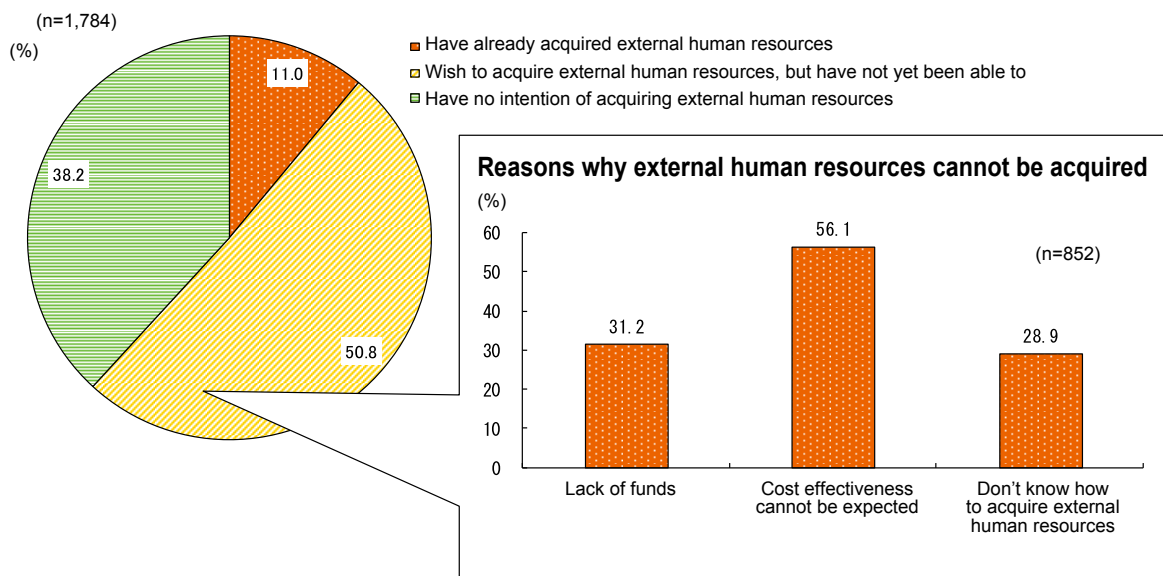 (n=1,784)
(%)
Have already acquired external human resources
Wish to acquire external human resources, but have not yet been able to
Have no intention of acquiring external human resources
11.0
50.8
38.2
Reasons why external human resources cannot be acquired
(%)
(n=852)
60
50
40
30
20
10
0
31.2
56.1
28.9
Lack of funds
Cost effectiveness
cannot be expected
Don’t know how
to acquire external
human resources